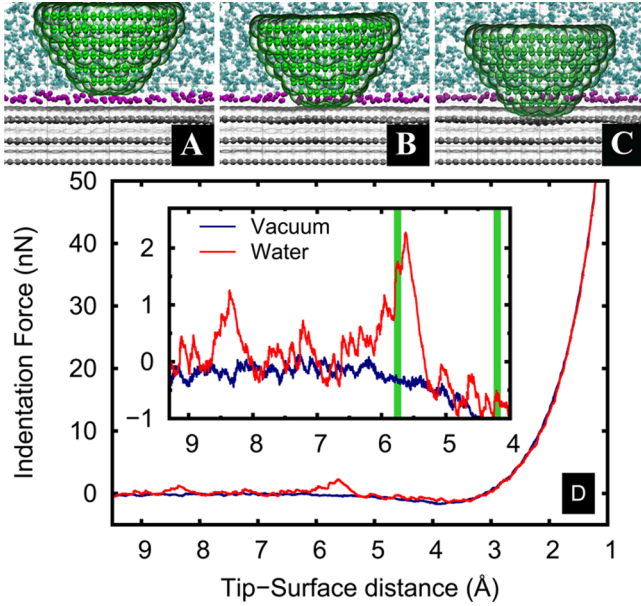 A
B
C
50
40
30
20
10
0
Indentation Force (nN)
2
1
0
−1
Vacuum
Water
9 8 7 6 5 4
D
9 8 7 6 5 4 3 2 1
Tip−Surface distance (Å)